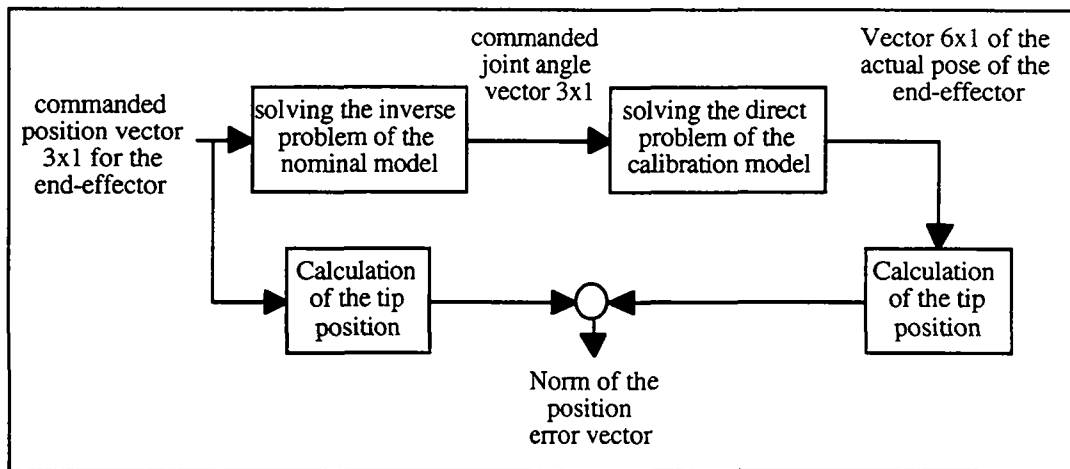 commanded
position vector
3x1 for the
end-effector
solving the inverse
problem of the
nominal model
commanded
joint angle
vector 3x1
solving the direct
problem of the
calibration model
Vector 6x1 of the
actual pose of the
end-effector
Calculation
of the tip
position
Calculation
of the tip
position
Norm of the
position
error vector